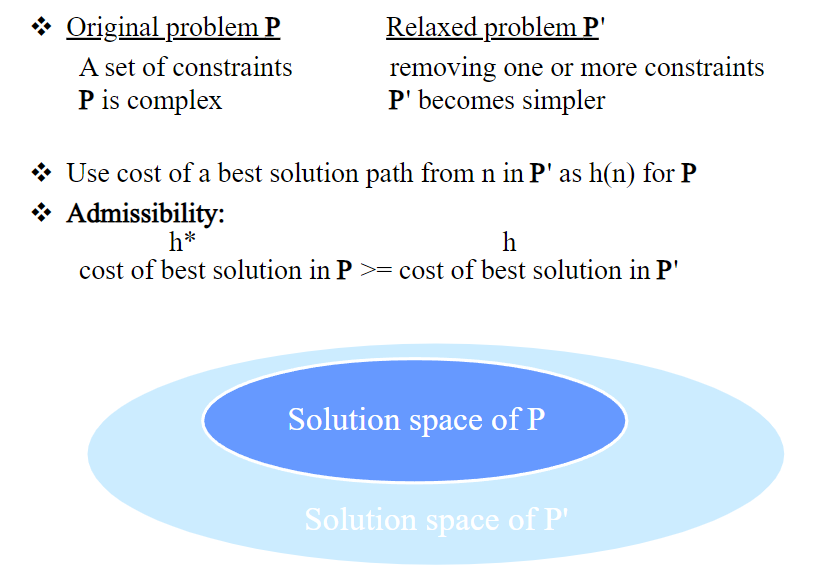 ❖ Original problem P Relaxed problem P'
A set of constraints removing one or more constraints
P is complex P' becomes simpler
❖ Use cost of a best solution path from n in P' as h(n) for P
❖ Admissibility:
h* h
cost of best solution in P >= cost of best solution in P'
Solution space of P
Solution space of P'